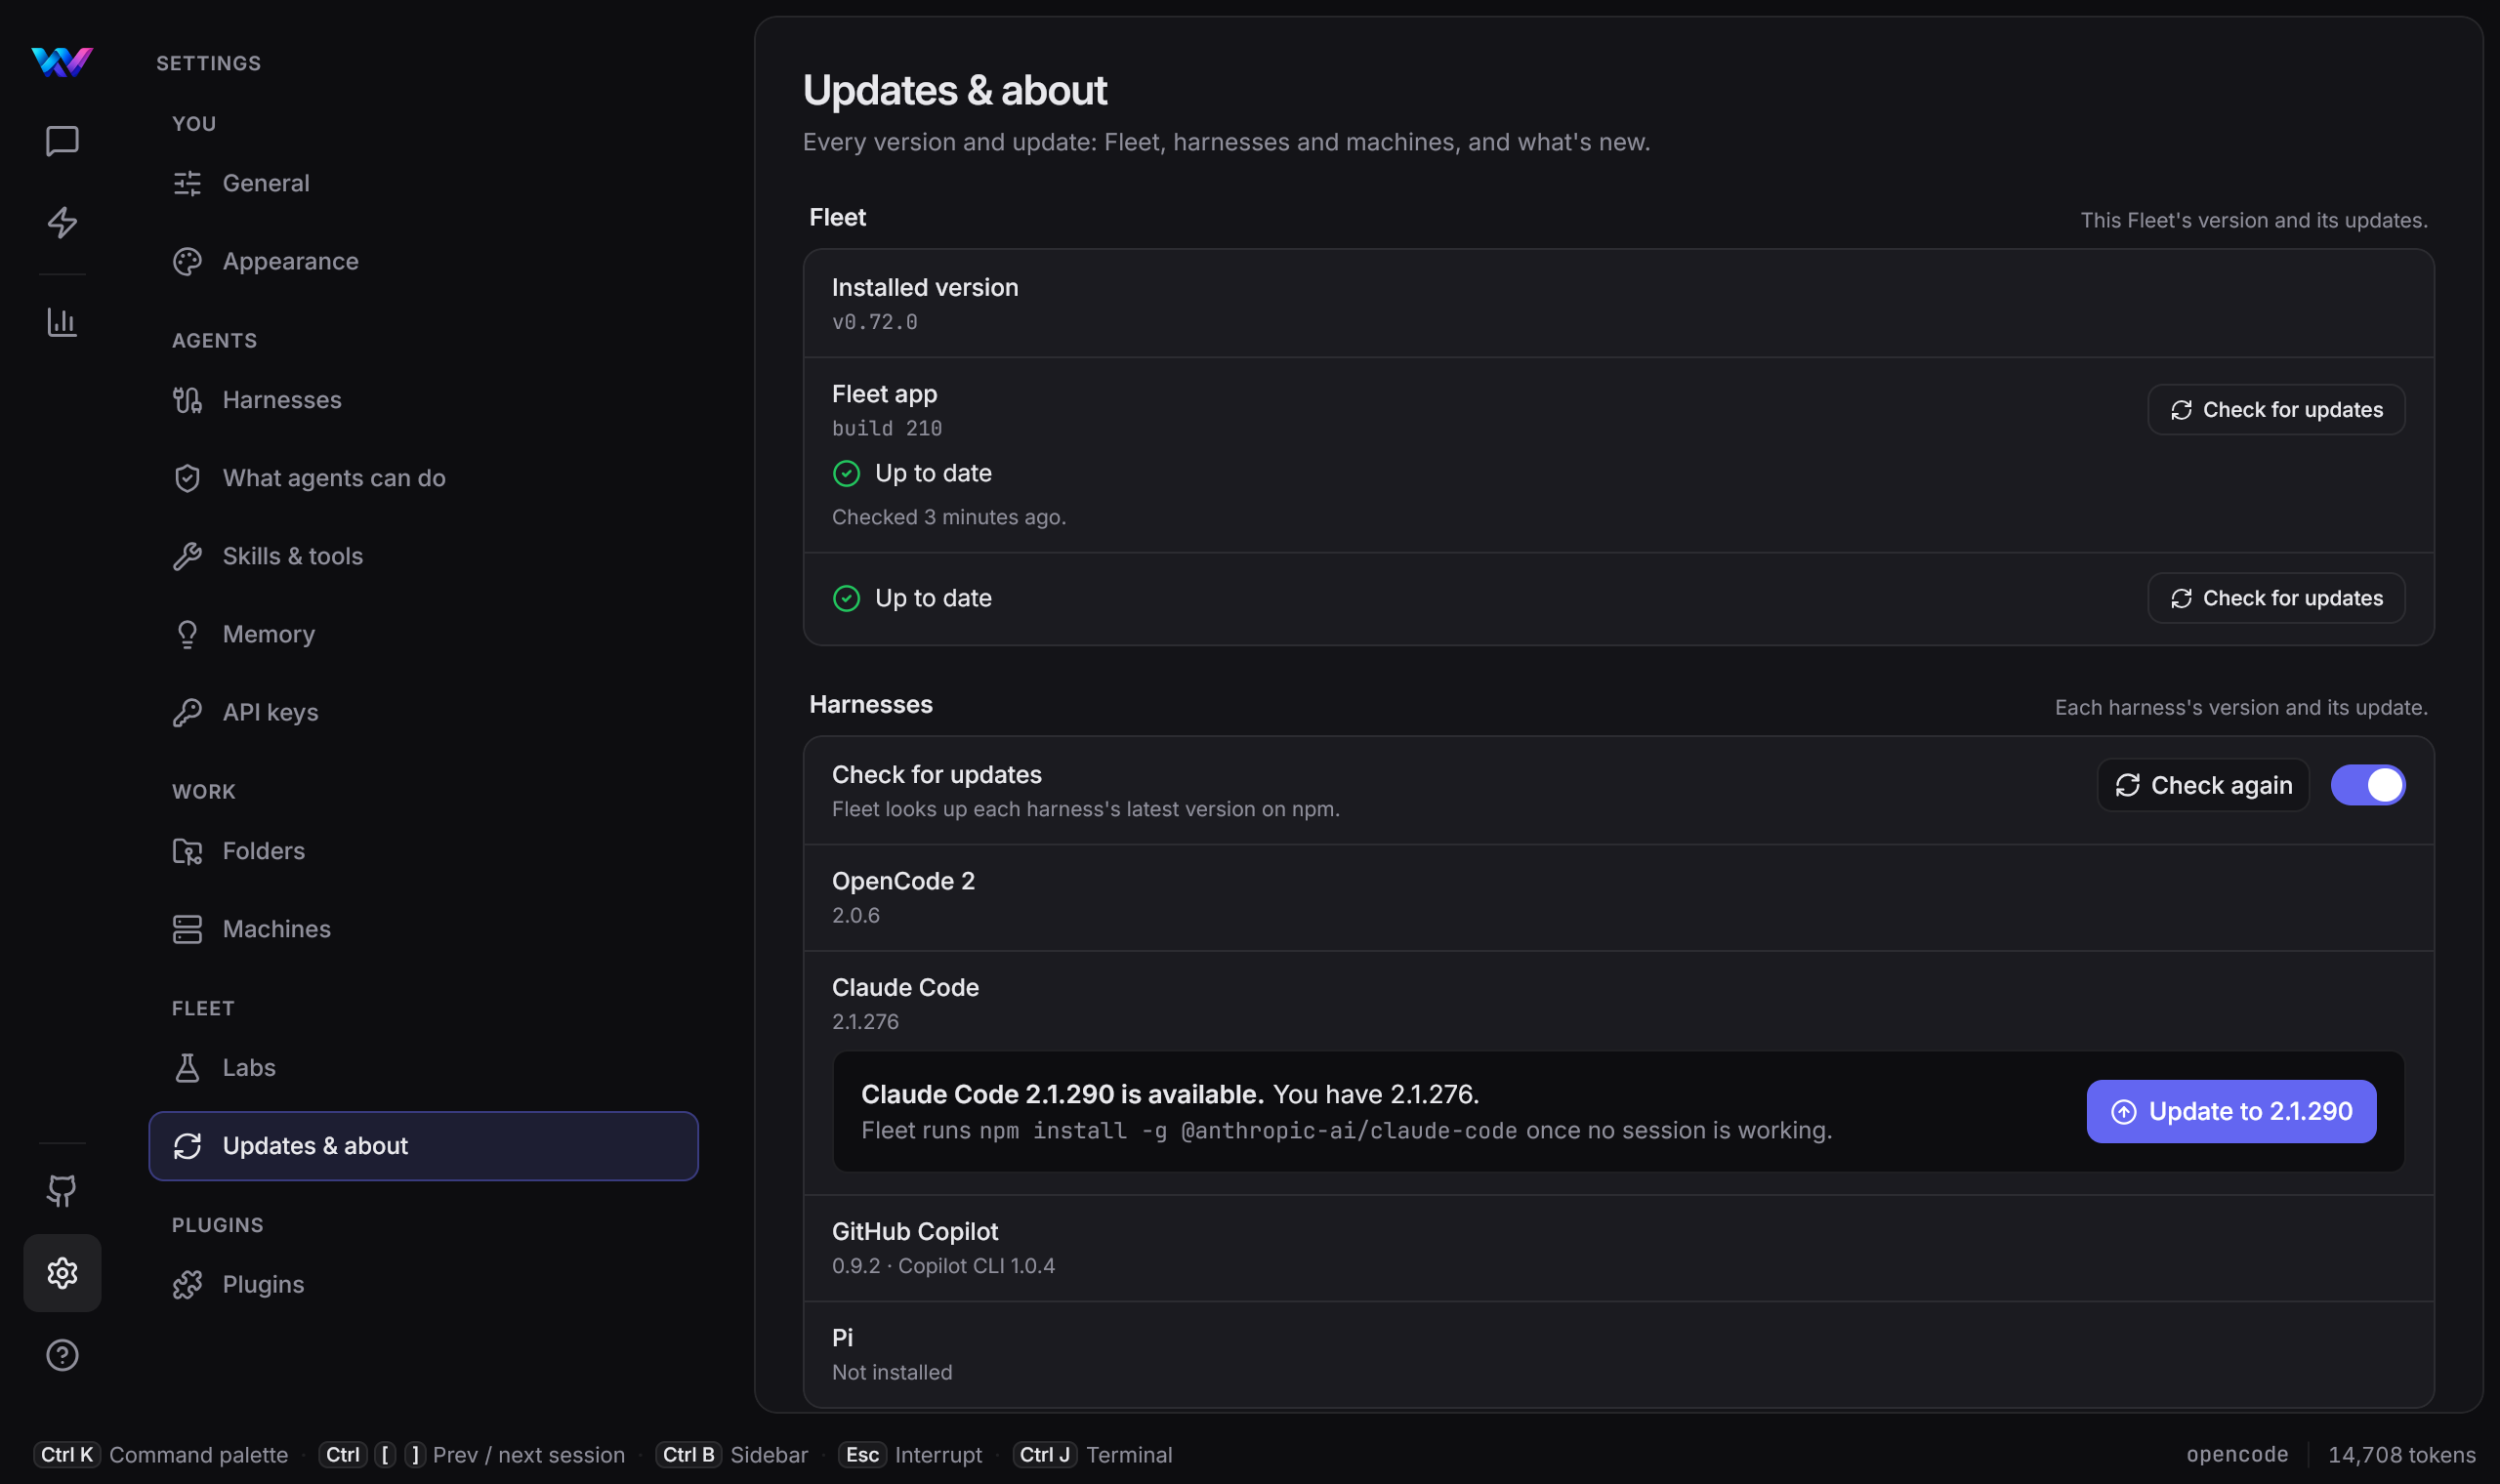 SETTINGS
YOU
General
Appearance
AGENTS
Harnesses
What agents can do
Skills & tools
Memory
API keys
WORK
Folders
Machines
FLEET
Labs
Updates & about
PLUGINS
Plugins
Updates & about
Every version and update: Fleet, harnesses and machines, and what's new.
Fleet
This Fleet's version and its updates.
Installed version
v0.72.0
Fleet app
build 210
Check for updates
Up to date
Checked 3 minutes ago.
Up to date
Check for updates
Harnesses
Each harness's version and its update.
Check for updates
Fleet looks up each harness's latest version on npm.
Check again
OpenCode 2
2.0.6
Claude Code
2.1.276
Claude Code 2.1.290 is available. You have 2.1.276.
Fleet runs npm install -g @anthropic-ai/claude-code once no session is working.
Update to 2.1.290
GitHub Copilot
0.9.2 · Copilot CLI 1.0.4
Pi
Not installed
Ctrl K Command palette · Ctrl [ ] Prev / next session · Ctrl B Sidebar · Esc Interrupt · Ctrl J Terminal
opencode
14,708 tokens